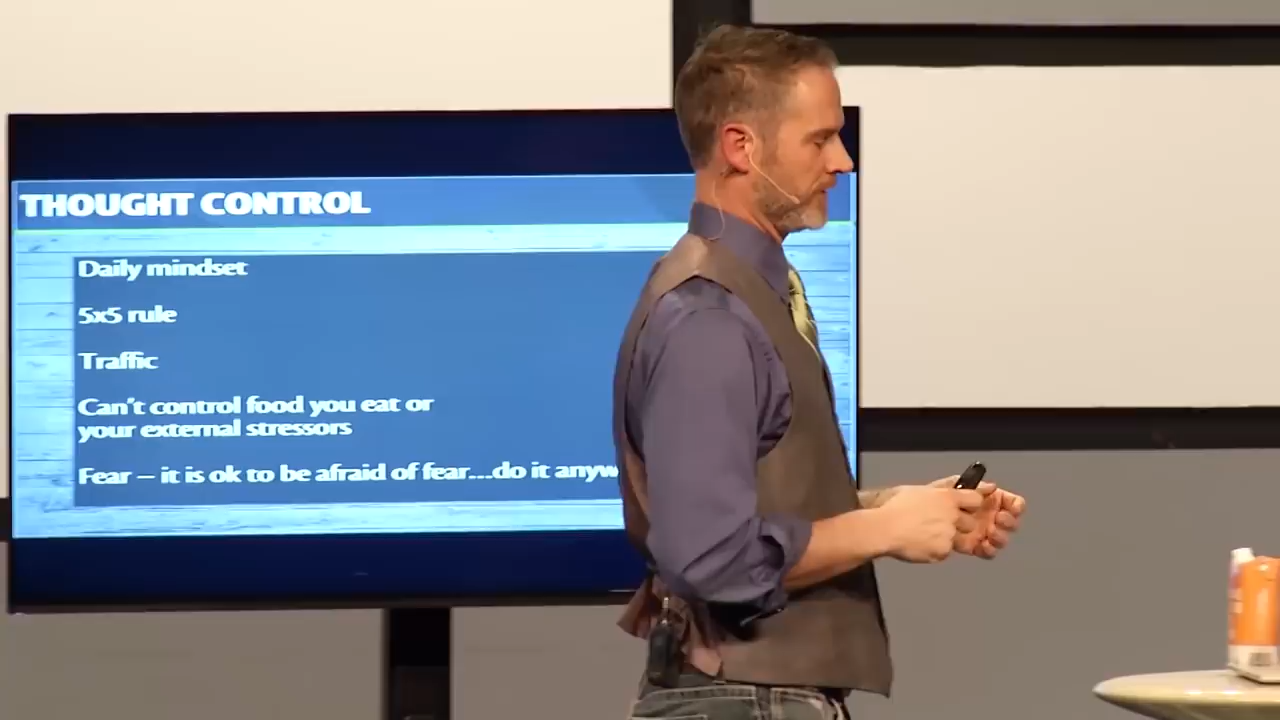 THOUGHT CONTROL
Daily mindset
5x5 rule
Traffic
Can't control food you eat or
your external stressors
Fear – it is ok to be afraid of fear...do it